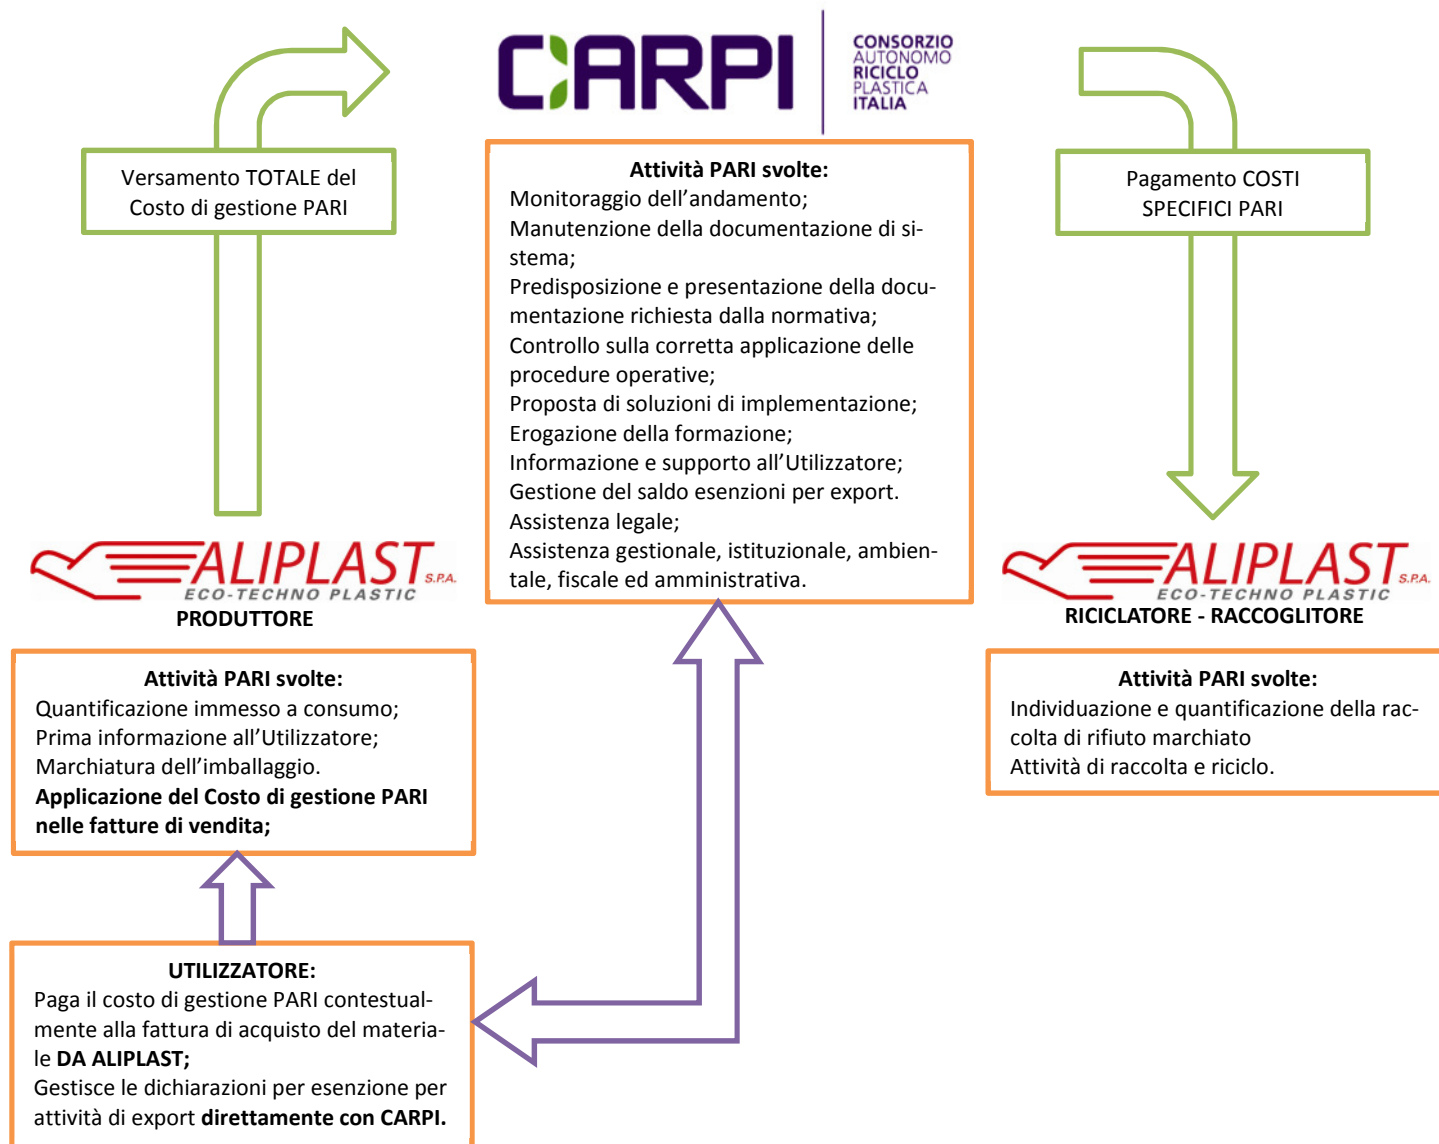 CARPI
CONSORZIO
AUTONOMO
RICICLO
PLASTICA
ITALIA
Versamento TOTALE del
Costo di gestione PARI
Attività PARI svolte:
Monitoraggio dell’andamento;
Manutenzione della documentazione di si-
stema;
Predisposizione e presentazione della docu-
mentazione richiesta dalla normativa;
Controllo sulla corretta applicazione delle
procedure operative;
Proposta di soluzioni di implementazione;
Erogazione della formazione;
Informazione e supporto all’Utilizzatore;
Gestione del saldo esenzioni per export.
Assistenza legale;
Assistenza gestionale, istituzionale, ambien-
tale, fiscale ed amministrativa.
Pagamento COSTI
SPECIFICI PARI
ALIPLAST S.P.A.
ECO-TECHNO PLASTIC
PRODUTTORE
Attività PARI svolte:
Quantificazione immesso a consumo;
Prima informazione all’Utilizzatore;
Marchiatura dell’imballaggio.
Applicazione del Costo di gestione PARI
nelle fatture di vendita;
ALIPLAST S.P.A.
ECO-TECHNO PLASTIC
RICICLATORE - RACCOGLITORE
Attività PARI svolte:
Individuazione e quantificazione della rac-
colta di rifiuto marchiato
Attività di raccolta e riciclo.
UTILIZZATORE:
Paga il costo di gestione PARI contestual-
mente alla fattura di acquisto del materia-
le DA ALIPLAST;
Gestisce le dichiarazioni per esenzione per
attività di export direttamente con CARPI.